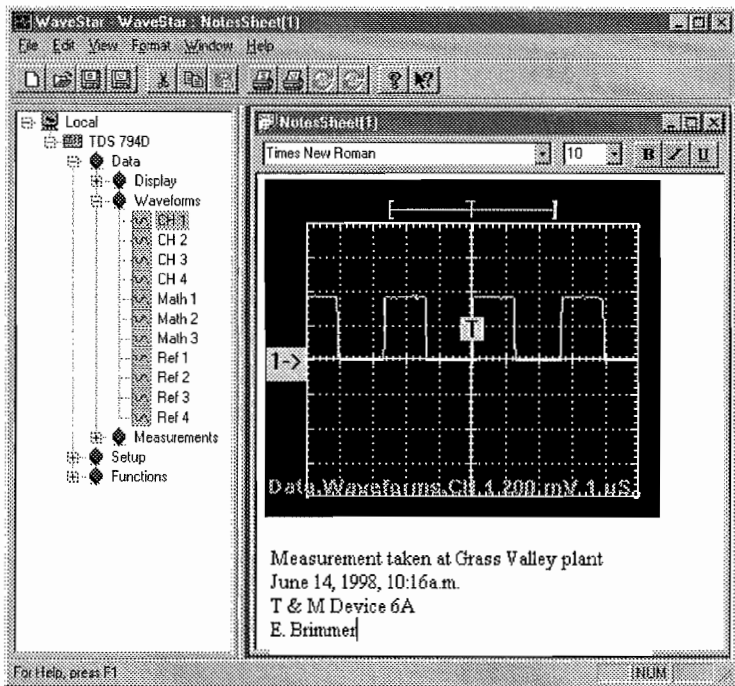 WaveStar - WaveStar : NotesSheet(1)
File Edit View Format Window Help
Local
TDS 794D
Data
Display
Waveforms
CH 1
CH 2
CH 3
CH 4
Math 1
Math 2
Math 3
Ref 1
Ref 2
Ref 3
Ref 4
Measurements
Setup
Functions
NotesSheet(1)
Times New Roman 10 B I U
T
T
1->
Data.Waveforms.CH 1 200 mV 1 µS
Measurement taken at Grass Valley plant
June 14, 1998, 10:16a.m.
T & M Device 6A
E. Brimmer
For Help, press F1 NUM